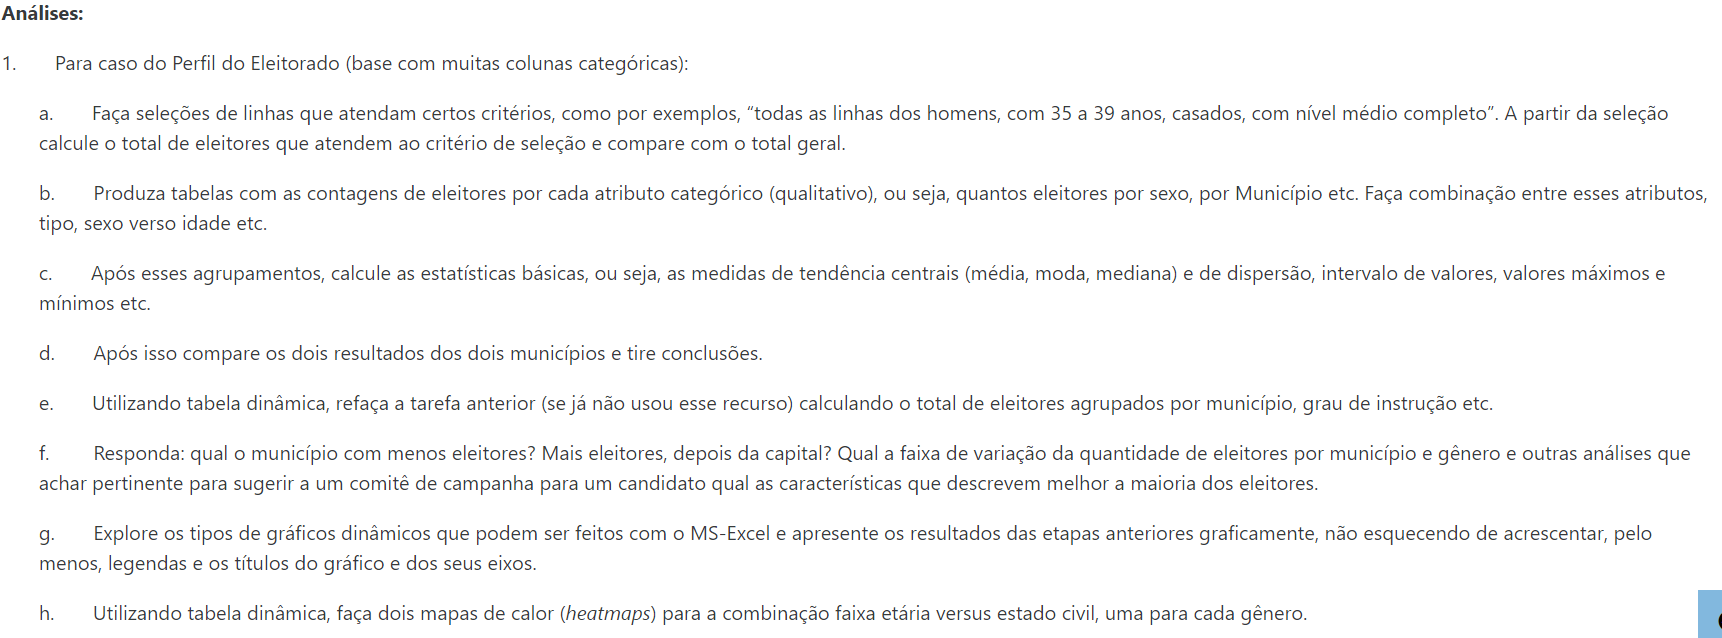 Análises:
1. Para caso do Perfil do Eleitorado (base com muitas colunas categóricas):
a. Faça seleções de linhas que atendam certos critérios, como por exemplos, “todas as linhas dos homens, com 35 a 39 anos, casados, com nível médio completo”. A partir da seleção
calcule o total de eleitores que atendem ao critério de seleção e compare com o total geral.
b. Produza tabelas com as contagens de eleitores por cada atributo categórico (qualitativo), ou seja, quantos eleitores por sexo, por Município etc. Faça combinação entre esses atributos,
tipo, sexo verso idade etc.
c. Após esses agrupamentos, calcule as estatísticas básicas, ou seja, as medidas de tendência centrais (média, moda, mediana) e de dispersão, intervalo de valores, valores máximos e
mínimos etc.
d. Após isso compare os dois resultados dos dois municípios e tire conclusões.
e. Utilizando tabela dinâmica, refaça a tarefa anterior (se já não usou esse recurso) calculando o total de eleitores agrupados por município, grau de instrução etc.
f. Responda: qual o município com menos eleitores? Mais eleitores, depois da capital? Qual a faixa de variação da quantidade de eleitores por município e gênero e outras análises que
achar pertinente para sugerir a um comitê de campanha para um candidato qual as características que descrevem melhor a maioria dos eleitores.
g. Explore os tipos de gráficos dinâmicos que podem ser feitos com o MS-Excel e apresente os resultados das etapas anteriores graficamente, não esquecendo de acrescentar, pelo
menos, legendas e os títulos do gráfico e dos seus eixos.
h. Utilizando tabela dinâmica, faça dois mapas de calor (heatmaps) para a combinação faixa etária versus estado civil, uma para cada gênero.